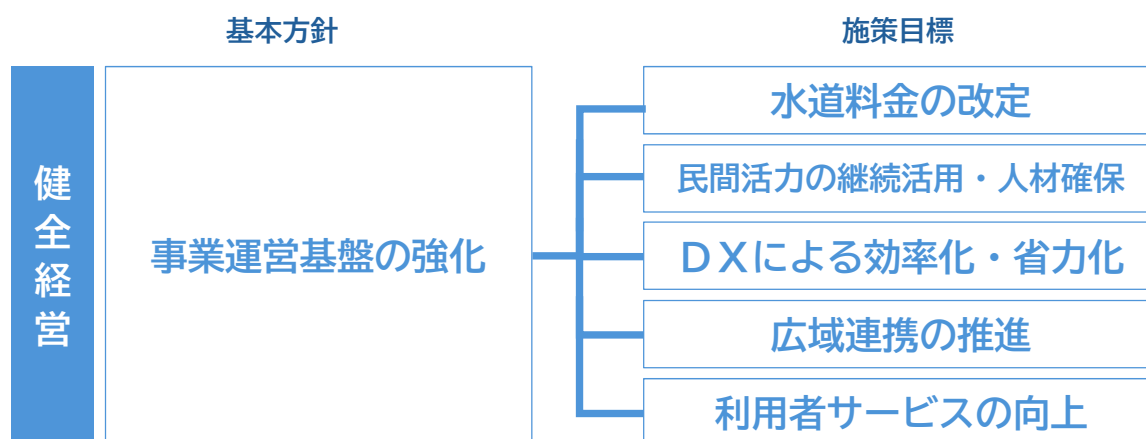 基本方針
施策目標
健全経営
事業運営基盤の強化
水道料金の改定
民間活力の継続活用・人材確保
ＤＸによる効率化・省力化
広域連携の推進
利用者サービスの向上